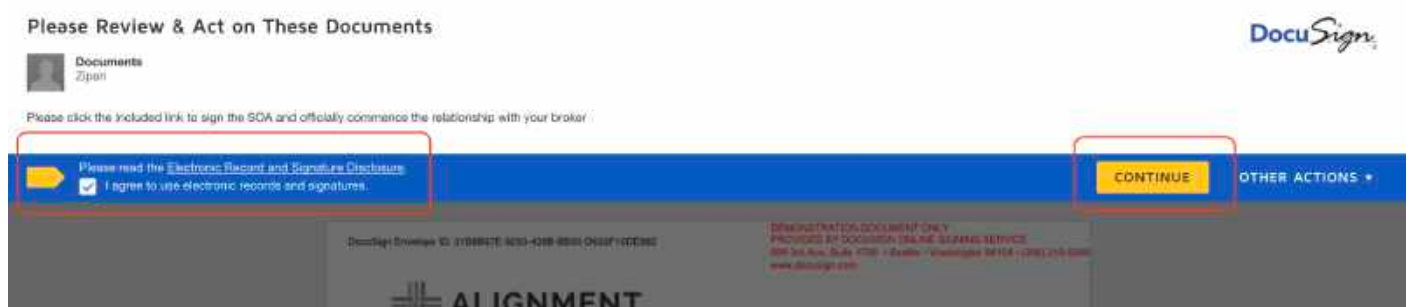 Please Review & Act on These Documents
DocuSign
Documents
Zipari
Please click the included link to sign the SOA and officially commence the relationship with your broker
Please read the Electronic Record and Signature Disclosure.
I agree to use electronic records and signatures.
CONTINUE
OTHER ACTIONS
DocuSign Envelope ID:
DEMONSTRATION DOCUMENT ONLY
PROVIDED BY DOCUSIGN ONLINE SIGNING SERVICE
www.docusign.com
ALIGNMENT